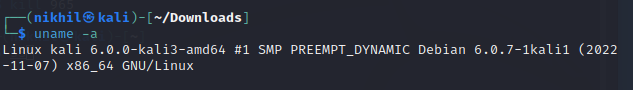 ┌──(nikhil㉿kali)-[~/Downloads]
└─$ uname -a
Linux kali 6.0.0-kali3-amd64 #1 SMP PREEMPT_DYNAMIC Debian 6.0.7-1kali1 (2022
-11-07) x86_64 GNU/Linux